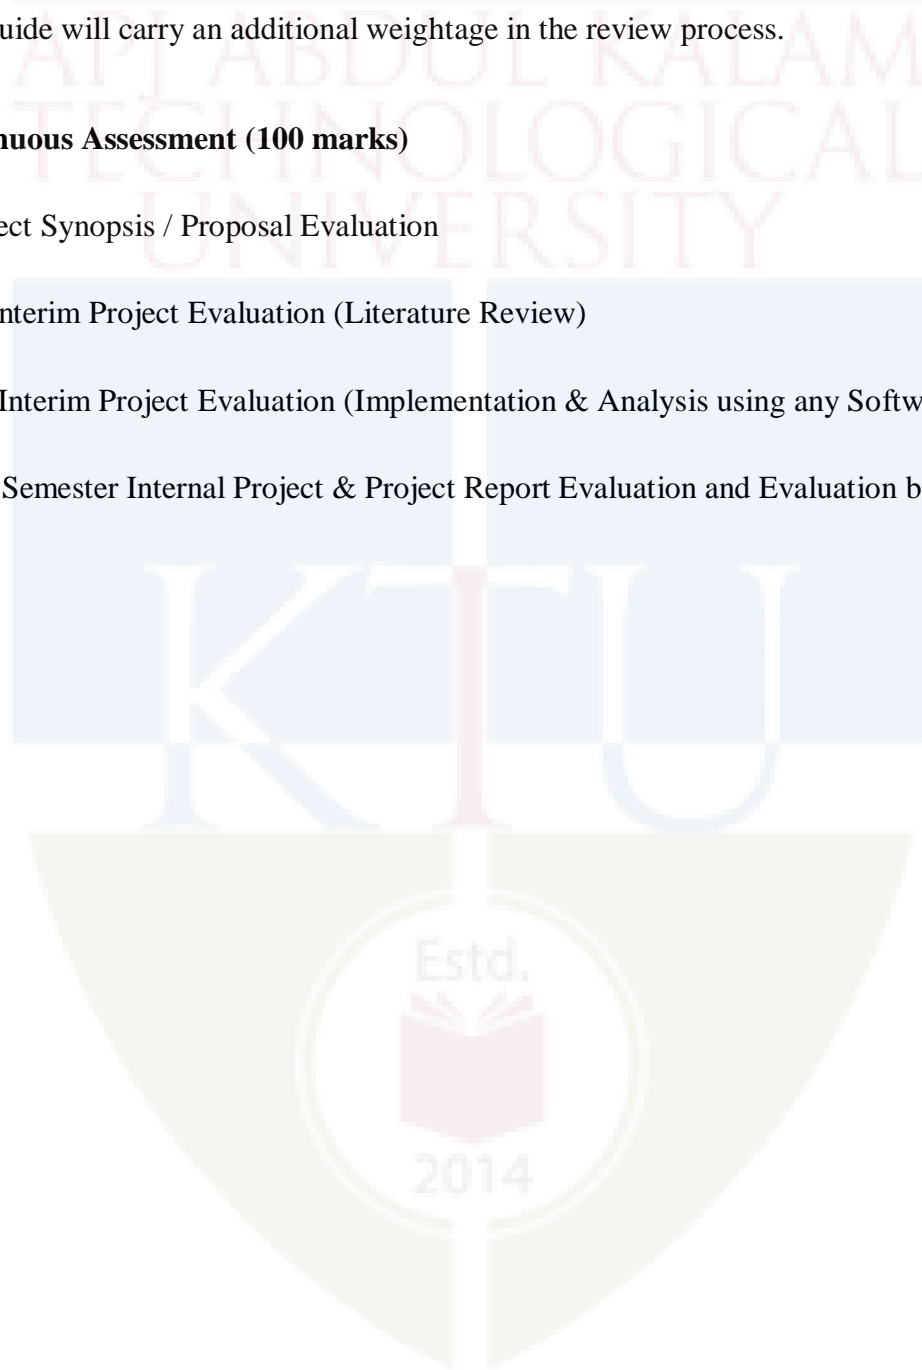 uide will carry an additional weightage in the review process.
APJ ABDUL KALAM
TECHNOLOGICAL
UNIVERSITY
nuous Assessment (100 marks)
ect Synopsis / Proposal Evaluation
nterim Project Evaluation (Literature Review)
Interim Project Evaluation (Implementation & Analysis using any Softw
Semester Internal Project & Project Report Evaluation and Evaluation b
KTU
Estd.
2014